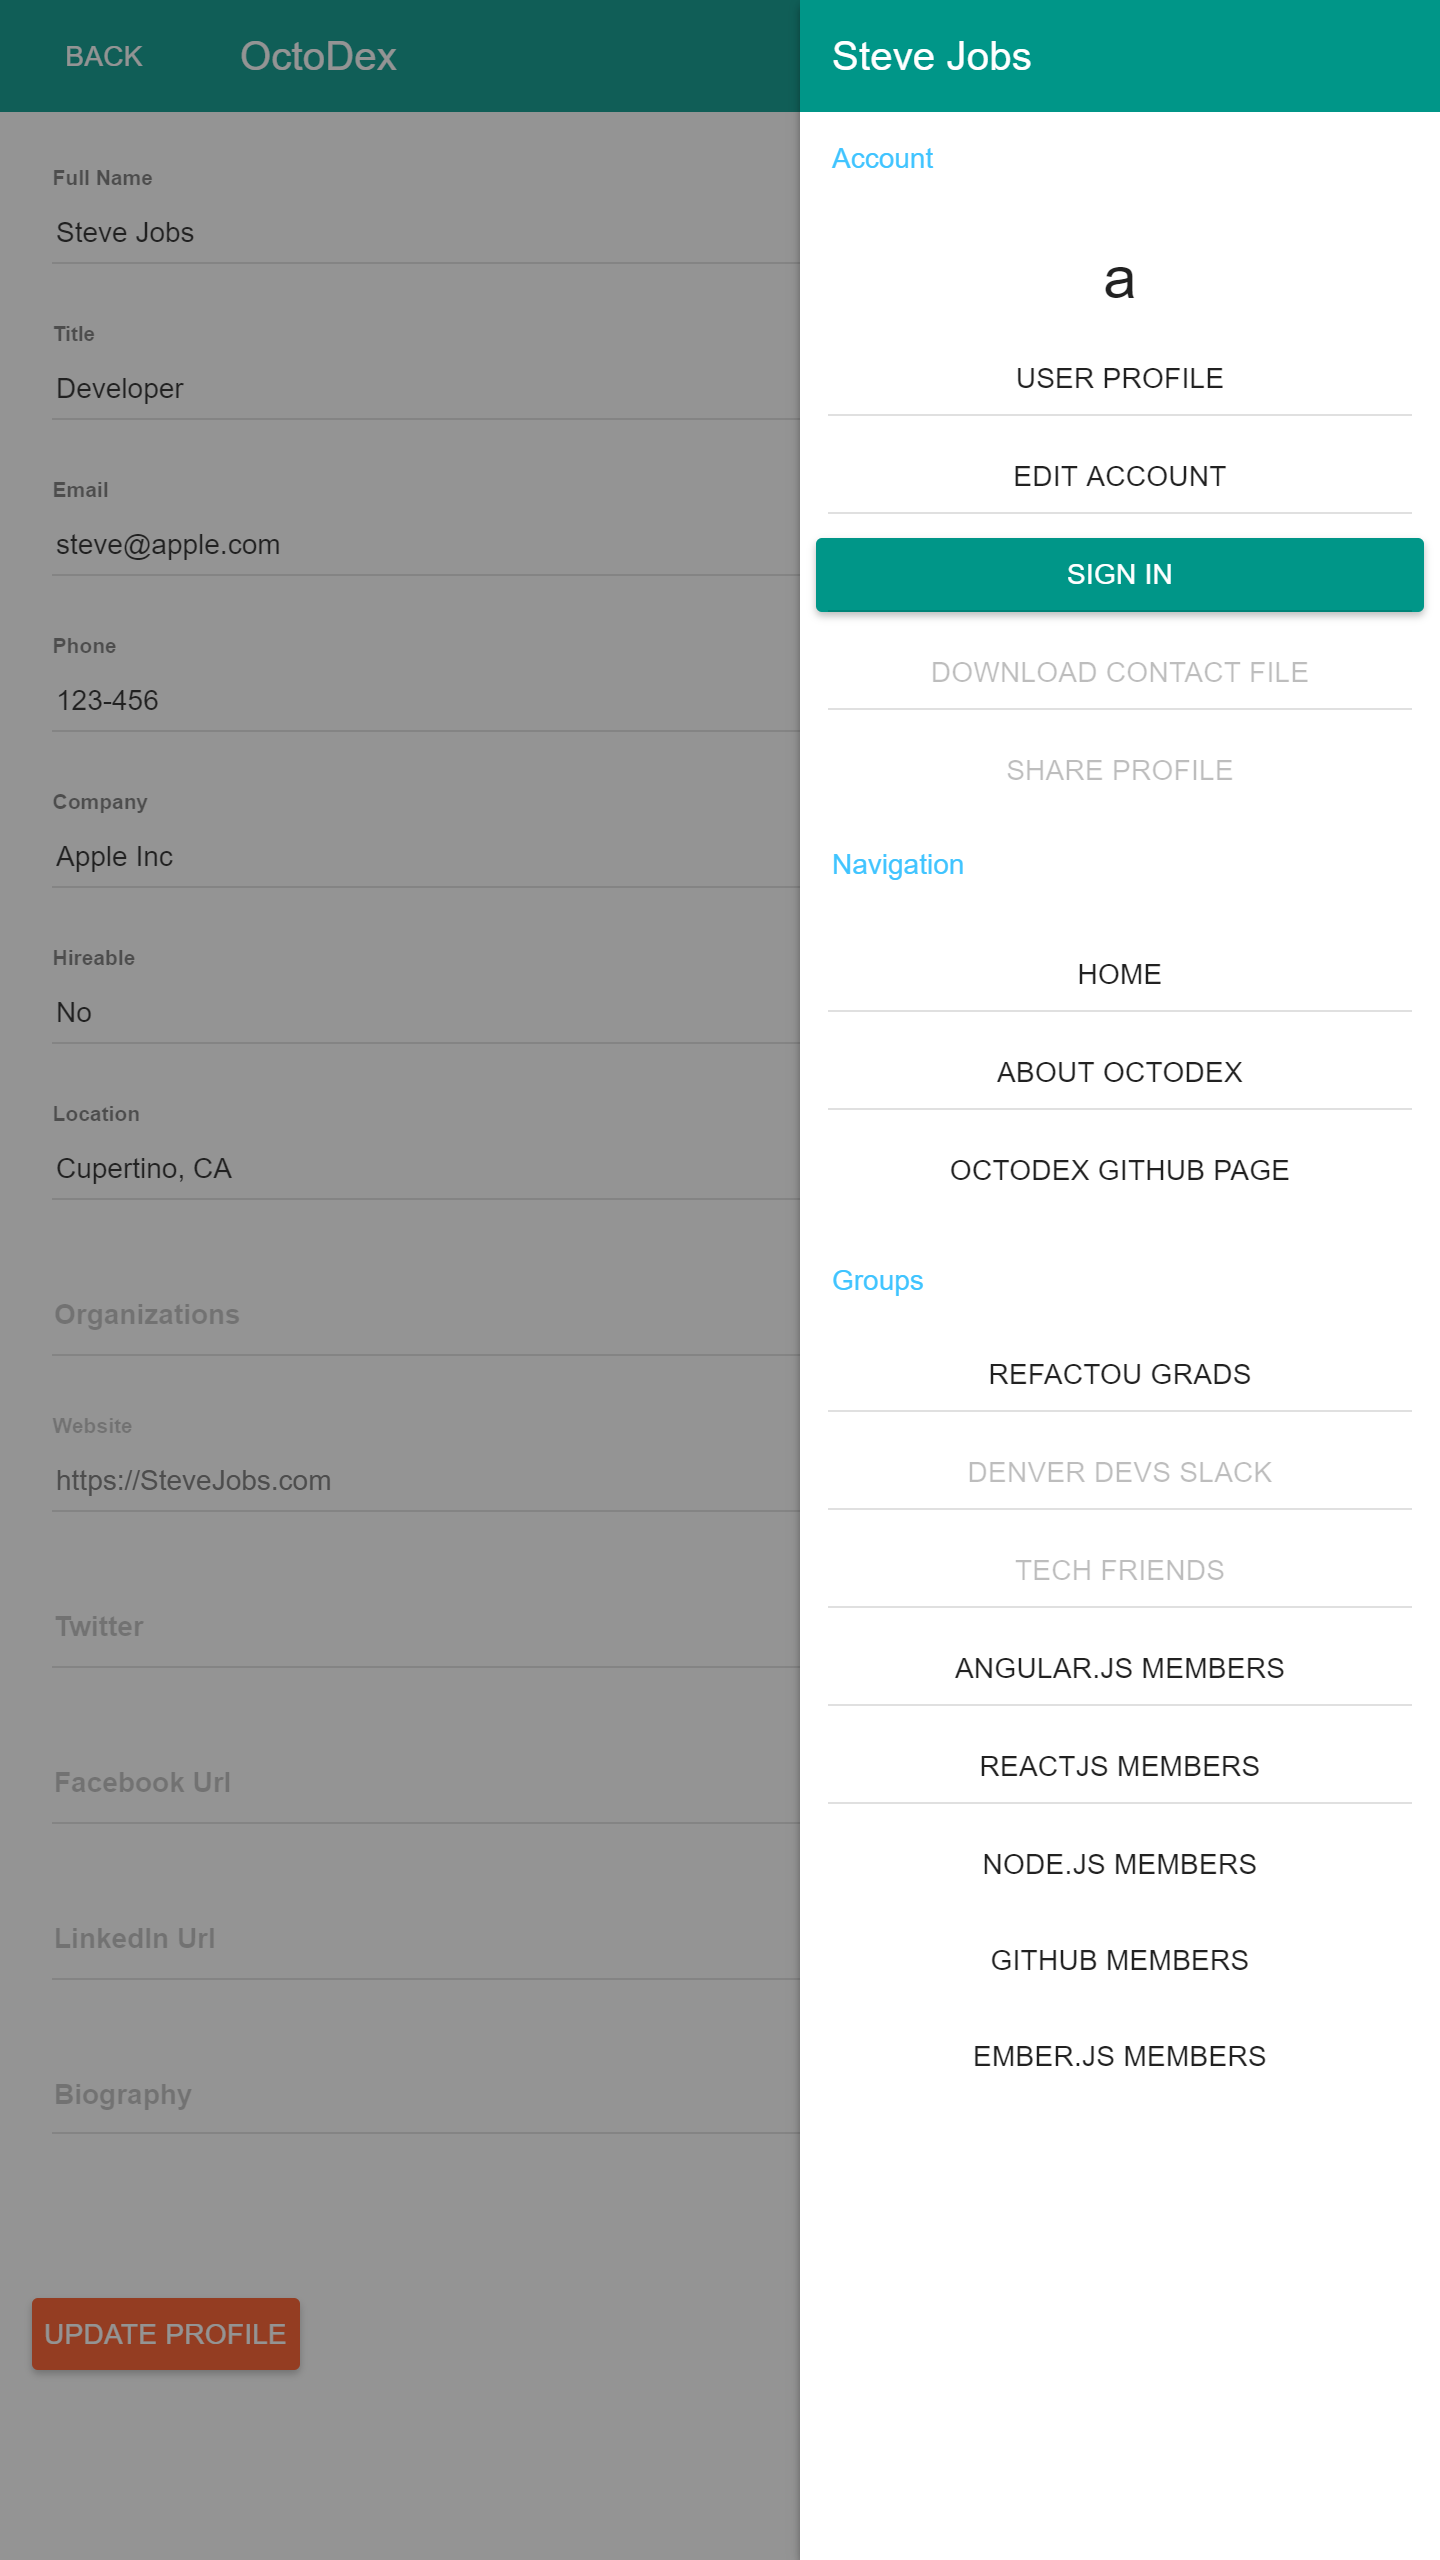 BACK
OctoDex
Full Name
Steve Jobs
Title
Developer
Email
steve@apple.com
Phone
123-456
Company
Apple Inc
Hireable
No
Location
Cupertino, CA
Organizations
Website
https://SteveJobs.com
Twitter
Facebook Url
LinkedIn Url
Biography
UPDATE PROFILE
Steve Jobs
Account
a
USER PROFILE
EDIT ACCOUNT
SIGN IN
DOWNLOAD CONTACT FILE
SHARE PROFILE
Navigation
HOME
ABOUT OCTODEX
OCTODEX GITHUB PAGE
Groups
REFACTOU GRADS
DENVER DEVS SLACK
TECH FRIENDS
ANGULAR.JS MEMBERS
REACTJS MEMBERS
NODE.JS MEMBERS
GITHUB MEMBERS
EMBER.JS MEMBERS